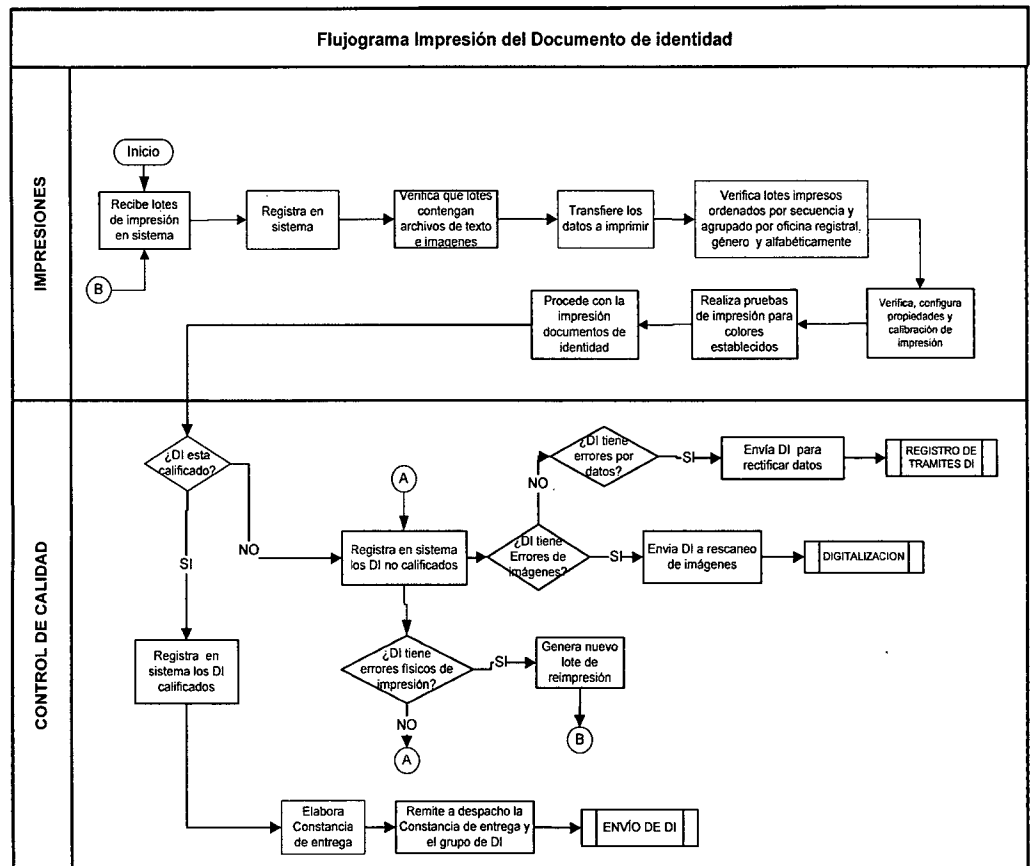 Flujograma Impresión del Documento de identidad
IMPRESIONES
Inicio
Recibe lotes
de impresión
en sistema
Registra en
sistema
Verifica que lotes
contengan
archivos de texto
e imagenes
Transfiere los
datos a imprimir
Verifica lotes impresos
ordenados por secuencia y
agrupado por oficina registral,
género y alfabéticamente
B
Procede con la
impresión
documentos de
identidad
Realiza pruebas
de impresión para
colores
establecidos
Verifica, configura
propiedades y
calibración de
impresión
CONTROL DE CALIDAD
¿DI esta
calificado?
NO
SI
A
Registra en sistema
los DI no calificados
¿DI tiene
errores por
datos?
SI
Envía DI para
rectificar datos
REGISTRO DE
TRAMITES DI
NO
¿DI tiene
Errores de
imágenes?
SI
Envia DI a rescaneo
de imágenes
DIGITALIZACION
Registra en
sistema los DI
calificados
¿DI tiene
errores físicos de
impresión?
SI
Genera nuevo
lote de
reimpresión
NO
A
B
Elabora
Constancia
de entrega
Remite a despacho la
Constancia de entrega y
el grupo de DI
ENVÍO DE DI